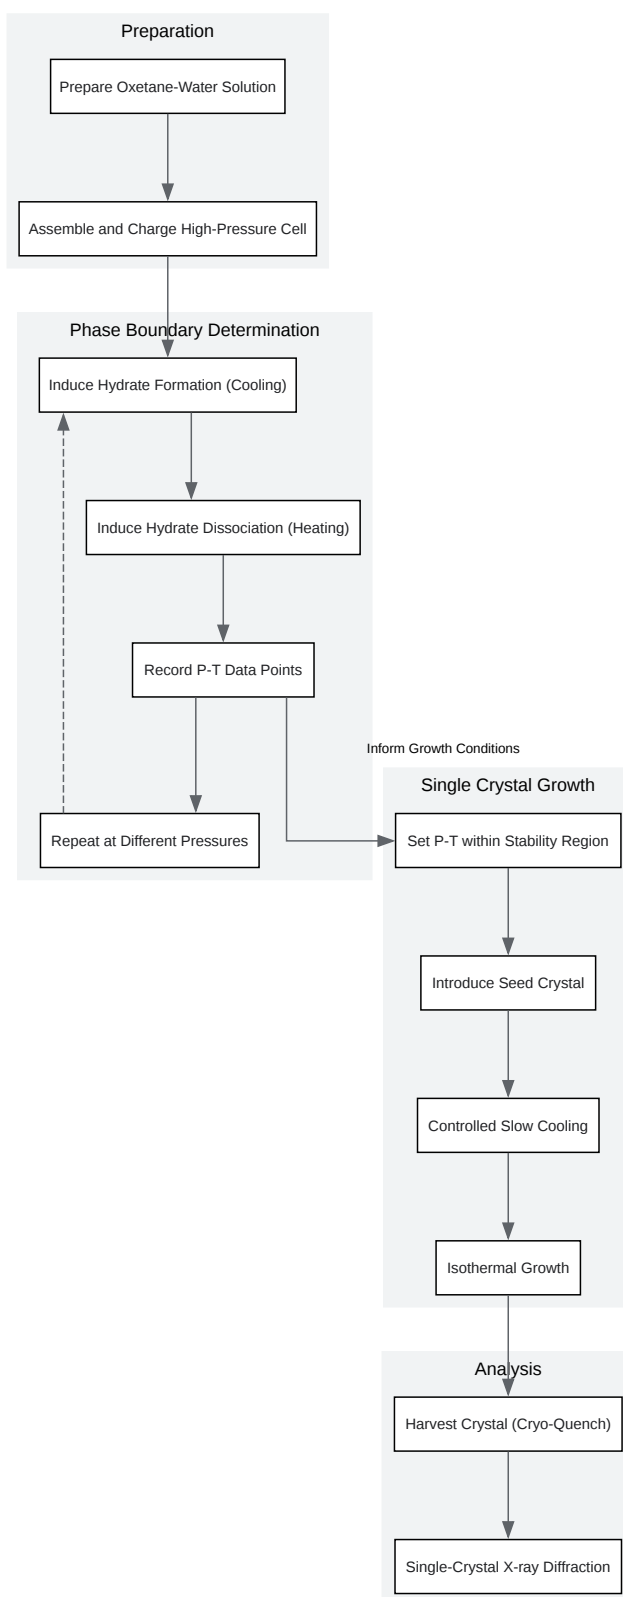 Preparation
Prepare Oxetane-Water Solution
Assemble and Charge High-Pressure Cell
Phase Boundary Determination
Induce Hydrate Formation (Cooling)
Induce Hydrate Dissociation (Heating)
Record P-T Data Points
Repeat at Different Pressures
Inform Growth Conditions
Single Crystal Growth
Set P-T within Stability Region
Introduce Seed Crystal
Controlled Slow Cooling
Isothermal Growth
Analysis
Harvest Crystal (Cryo-Quench)
Single-Crystal X-ray Diffraction